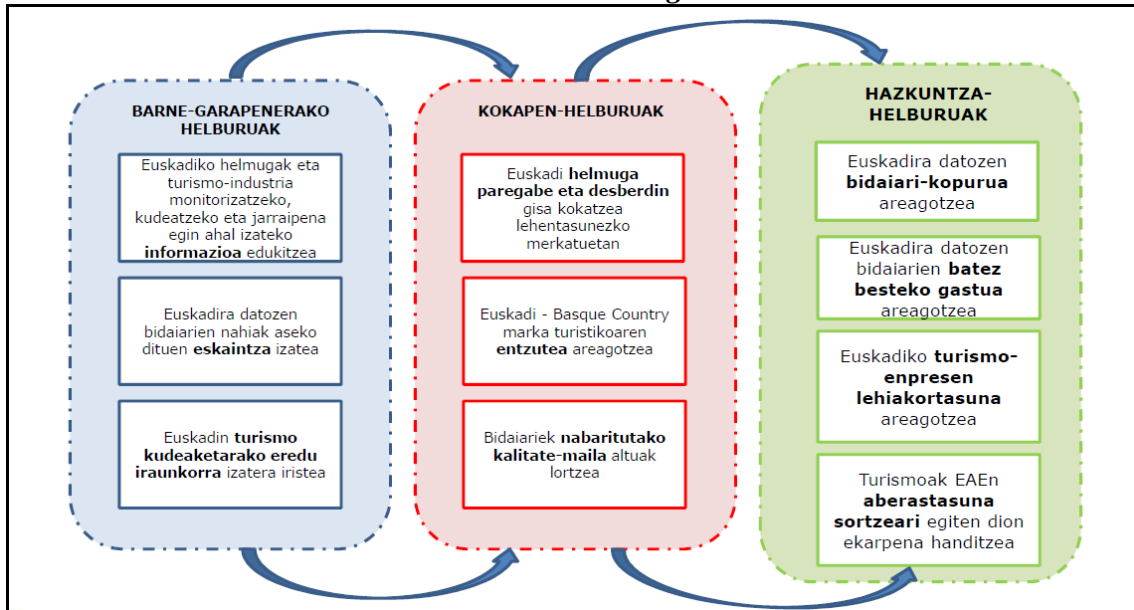 BARNE-GARAPENERAKO
HELBURUAK
Euskadiko helmugak eta
turismo-industria
monitorizatzeko,
kudeatzeko eta jarraipena
egin ahal izateko
informazioa edukitzea
Euskadira datozen
bidaiarien nahiak aseko
dituen eskaintza izatea
Euskadin turismo
kudeaketarako eredu
iraunkorra izatera iristea
KOKAPEN-HELBURUAK
Euskadi helmuga
paregabe eta desberdin
gisa kokatzea
lehentasunezko
merkatuetan
Euskadi - Basque Country
marka turistikoaren
entzutea areagotzea
Bidaiariek nabaritutako
kalitate-maila altuak
lortzea
HAZKUNTZA-
HELBURUAK
Euskadira datozen
bidaiari-kopurua
areagotzea
Euskadira datozen
bidaiarien batez
besteko gastua
areagotzea
Euskadiko turismo-
enpresen
lehiakortasuna
areagotzea
Turismoak EAEn
aberastasuna
sortzeari egiten dion
ekarpena handitzea